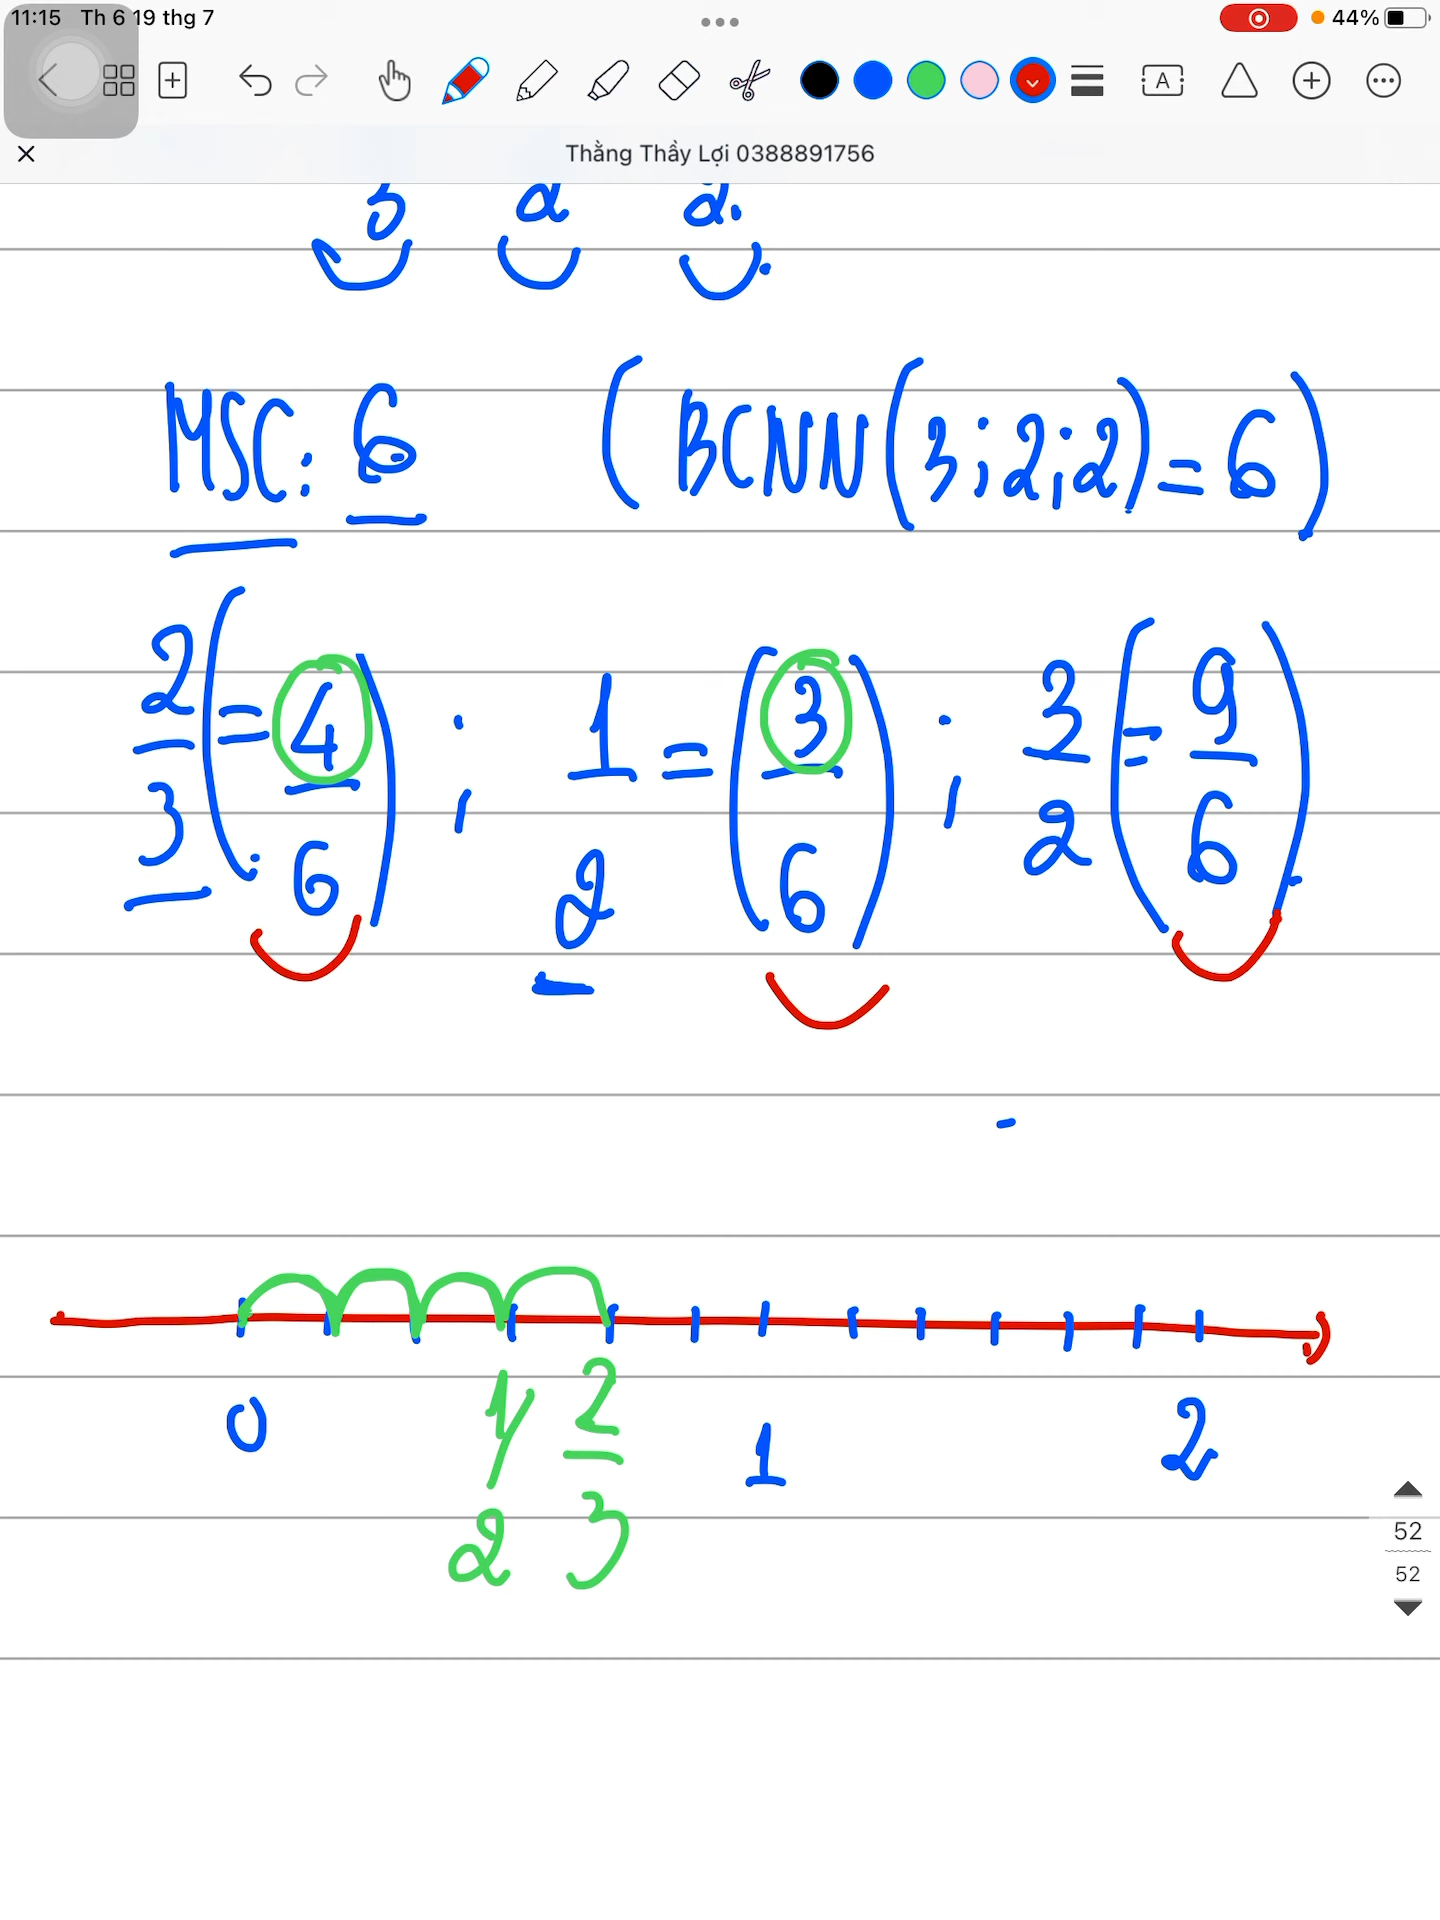 11:15 Th 6 19 thg 7 44%
A
Thằng Thầy Lợi 0388891756
3 2 2.
MSC: 6 (BCNN(3;2;2)=6)
2/3 (= 4/6) ; 1/2 = (3/6) ; 3/2 (= 9/6)
0 1/2 2/3 1 2
52
52